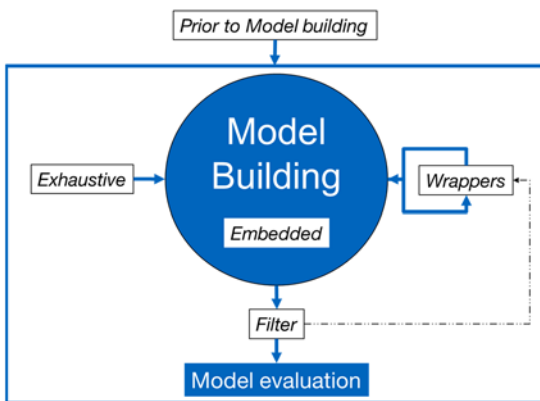 Prior to Model building
Model
Building
Exhaustive
Wrappers
Embedded
Filter
Model evaluation